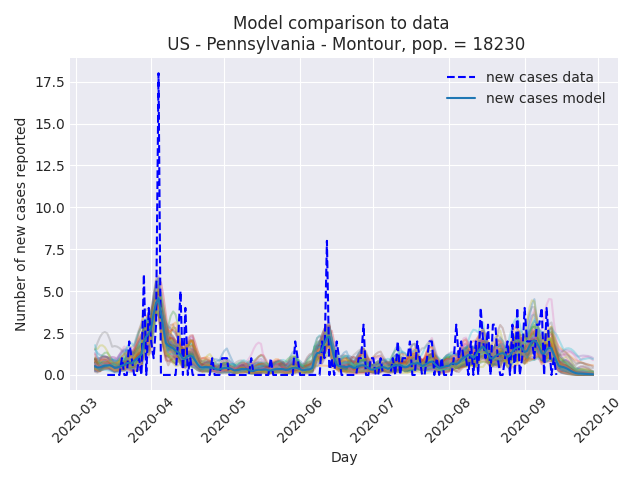 Model comparison to data
US - Pennsylvania - Montour, pop. = 18230
new cases data
new cases model
Number of new cases reported
17.5
15.0
12.5
10.0
7.5
5.0
2.5
0.0
2020-03
2020-04
2020-05
2020-06
2020-07
2020-08
2020-09
2020-10
Day